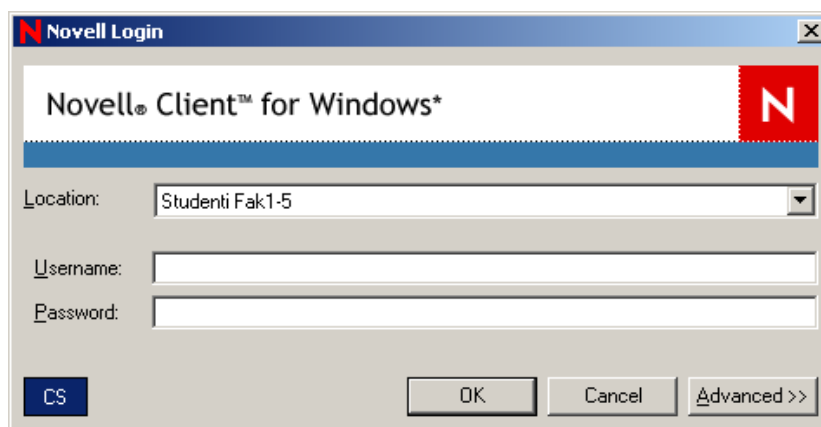 N Novell Login
Novell® Client™ for Windows*
N
Location: Studenti Fak1-5
Username:
Password:
CS OK Cancel Advanced >>